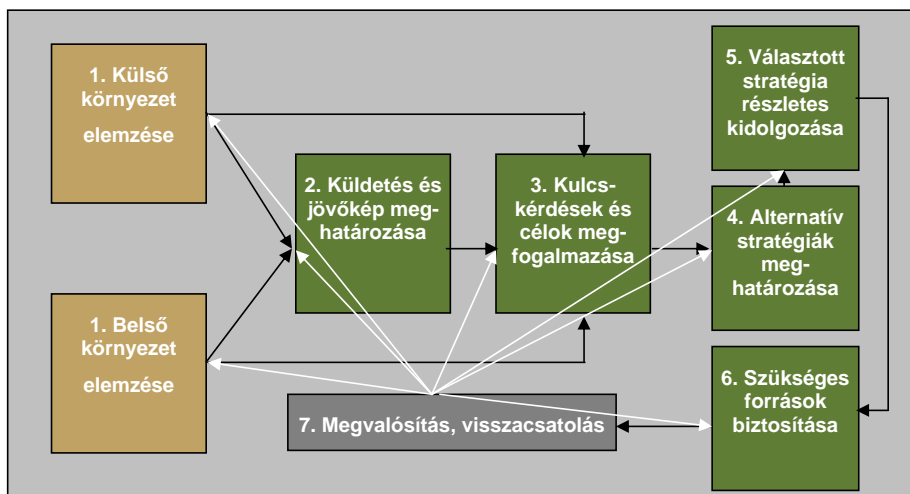 1. Külső
környezet
elemzése
1. Belső
környezet
elemzése
2. Küldetés és
jövőkép meg-
határozása
3. Kulcs-
kérdések és
célok meg-
fogalmazása
4. Alternatív
stratégiák
meg-
határozása
5. Választott
stratégia
részletes
kidolgozása
6. Szükséges
források
biztosítása
7. Megvalósítás, visszacsatolás